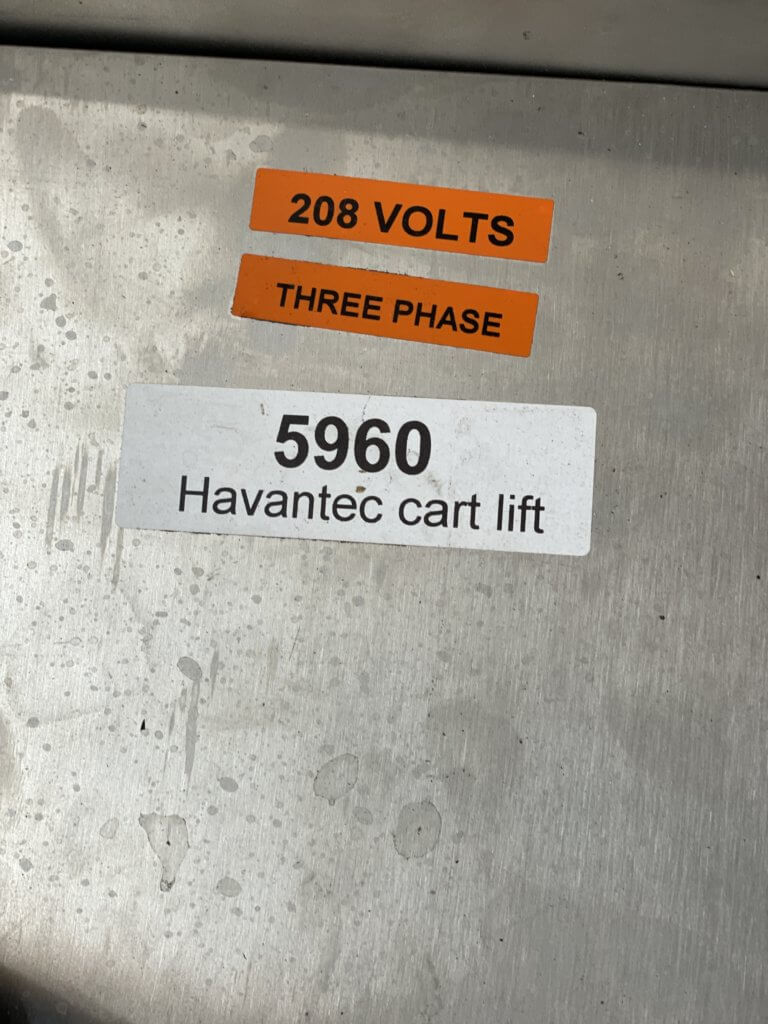 208 VOLTS
THREE PHASE
5960
Havantec cart lift